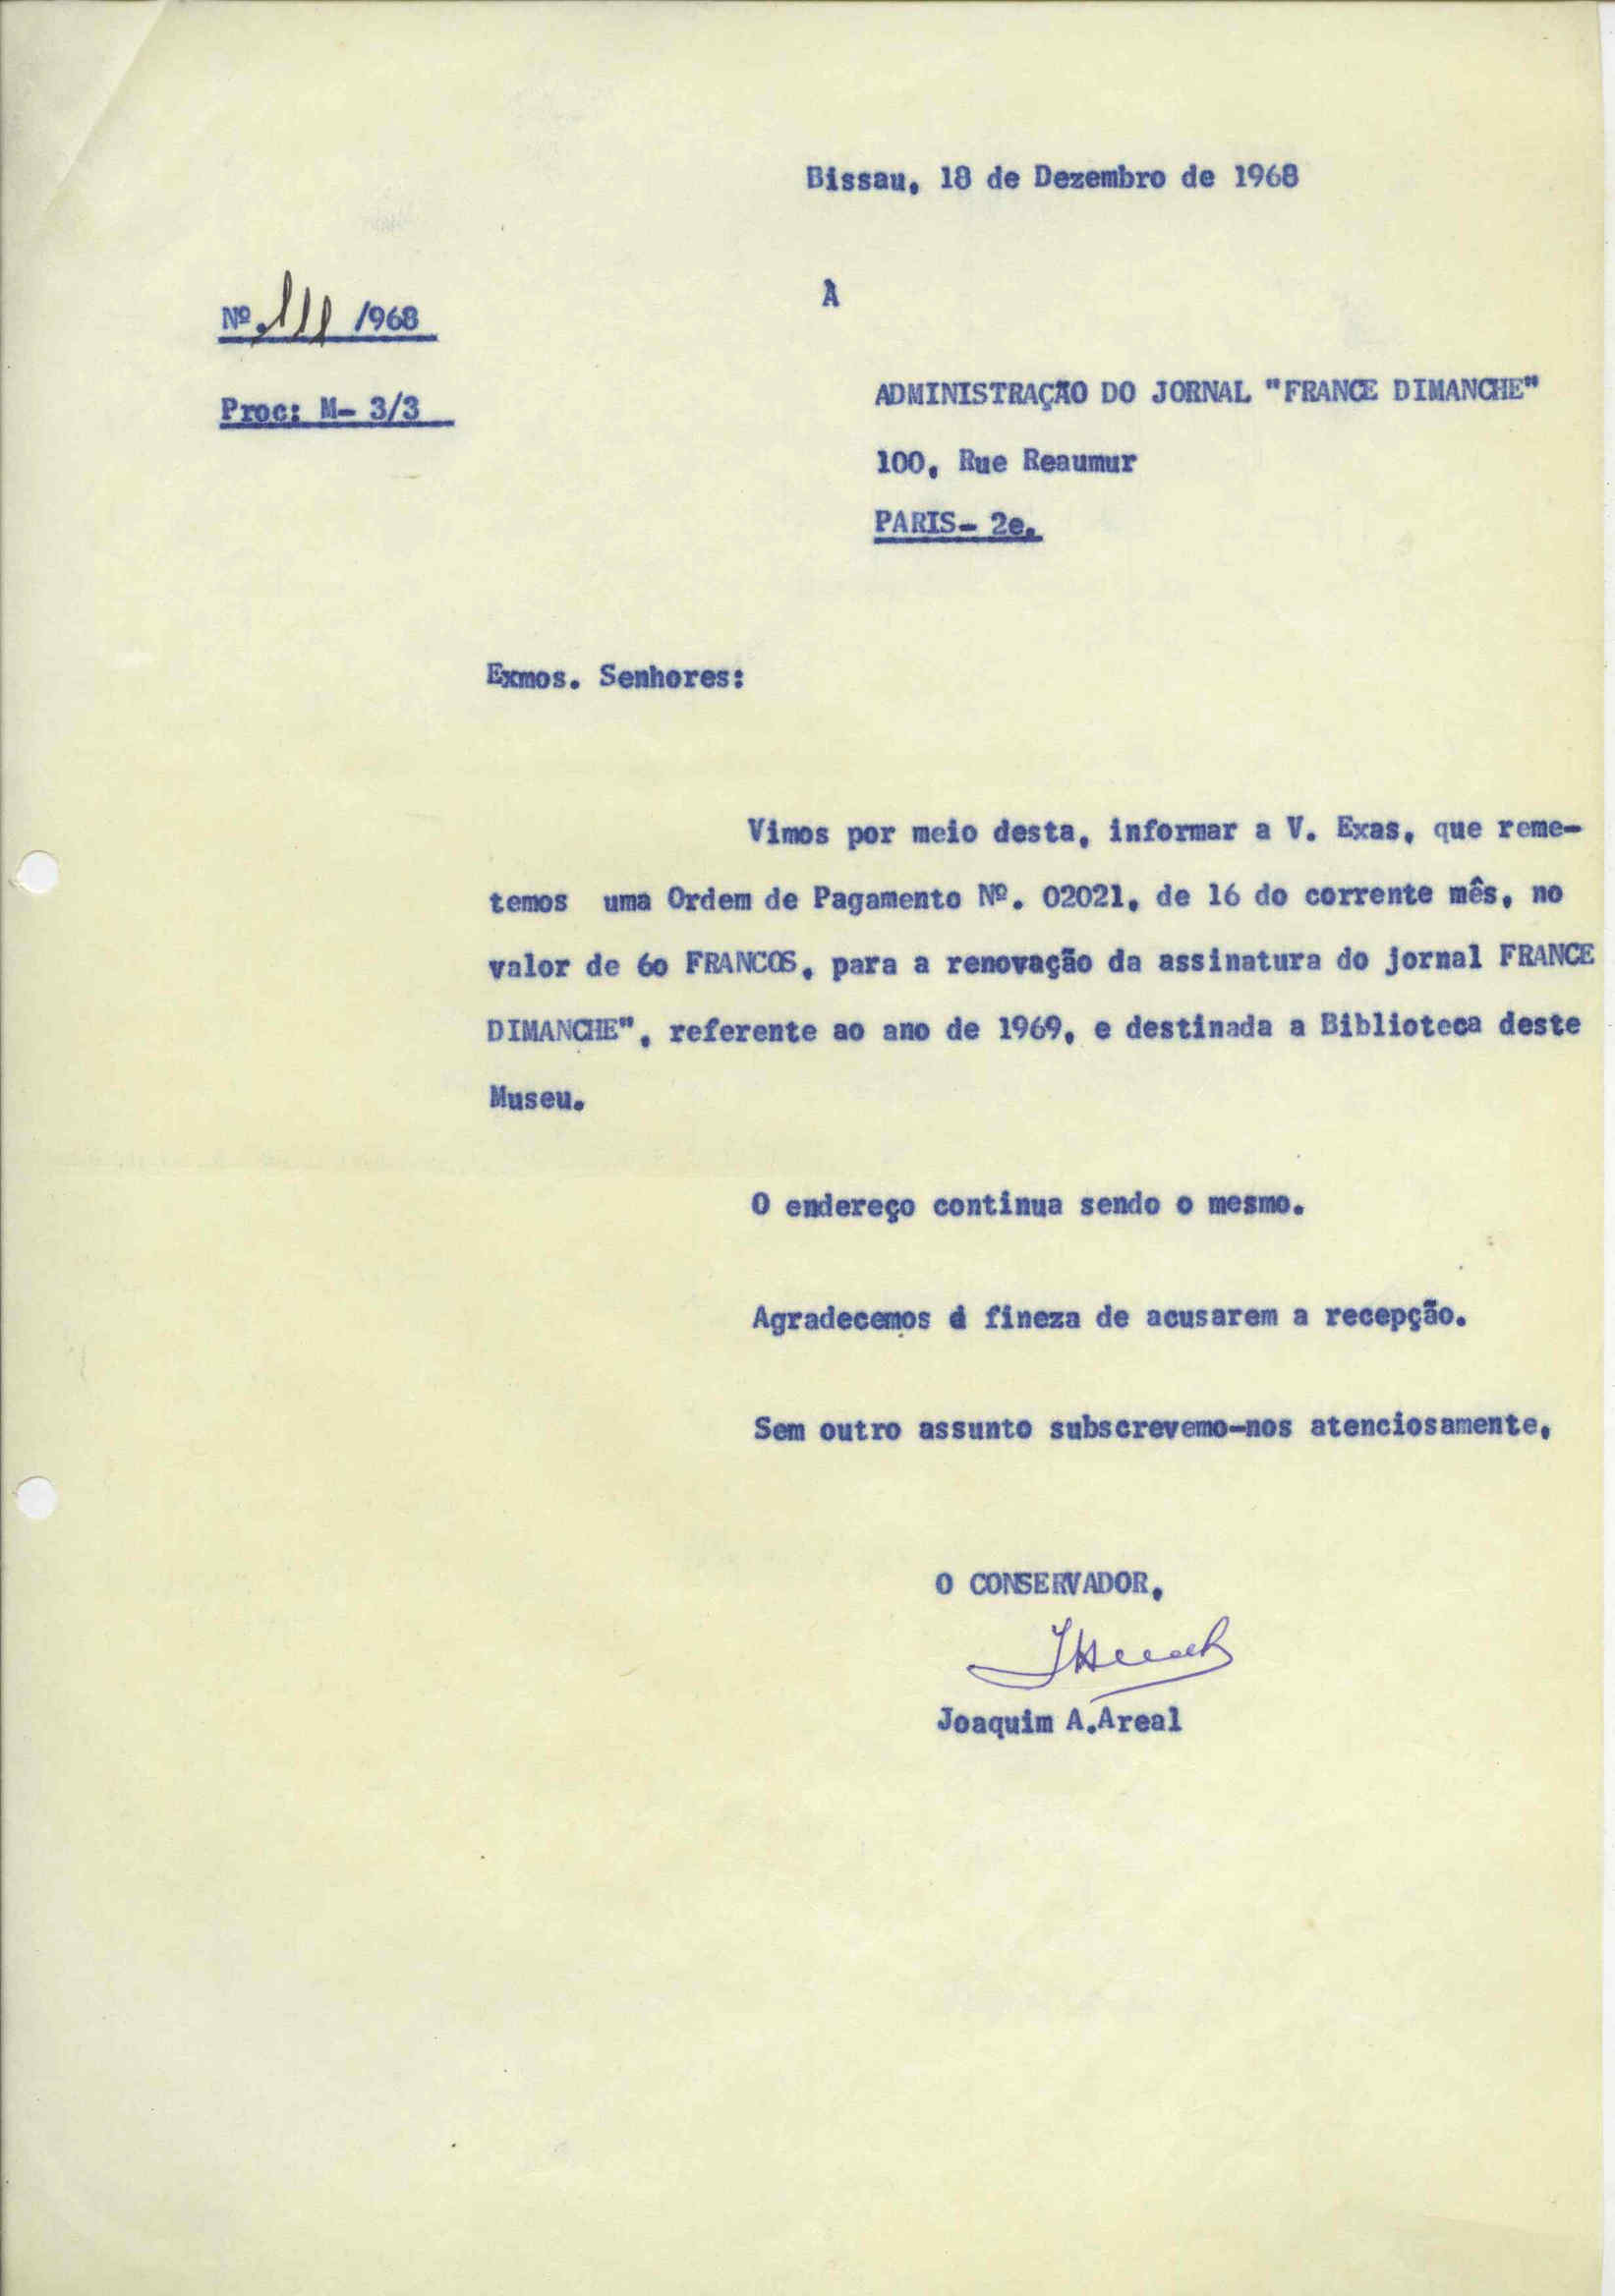 Bissau, 18 de Dezembro de 1968
À
Nº.111/968
Proc: M- 3/3
ADMINISTRAÇÃO DO JORNAL "FRANCE DIMANCHE"
100, Rue Reaumur
PARIS- 2e.
Exmos. Senhores:
Vimos por meio desta, informar a V. Exas, que reme-
temos uma Ordem de Pagamento Nº. 02021, de 16 do corrente mês, no
valor de 60 FRANCOS, para a renovação da assinatura do jornal FRANCE
DIMANCHE", referente ao ano de 1969, e destinada a Biblioteca deste
Museu.
O endereço continua sendo o mesmo.
Agradecemos a fineza de acusarem a recepção.
Sem outro assunto subscrevemo-nos atenciosamente,
O CONSERVADOR,
Joaquim A.Areal